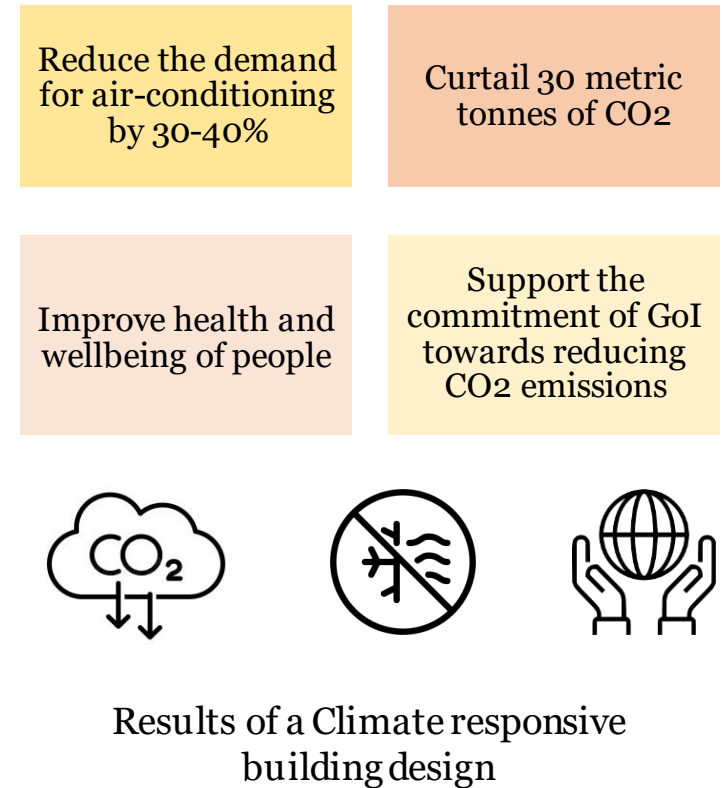 Reduce the demand
for air-conditioning
by 30-40%
Curtail 30 metric
tonnes of CO2
Improve health and
wellbeing of people
Support the
commitment of GoI
towards reducing
CO2 emissions
CO₂
Results of a Climate responsive
building design